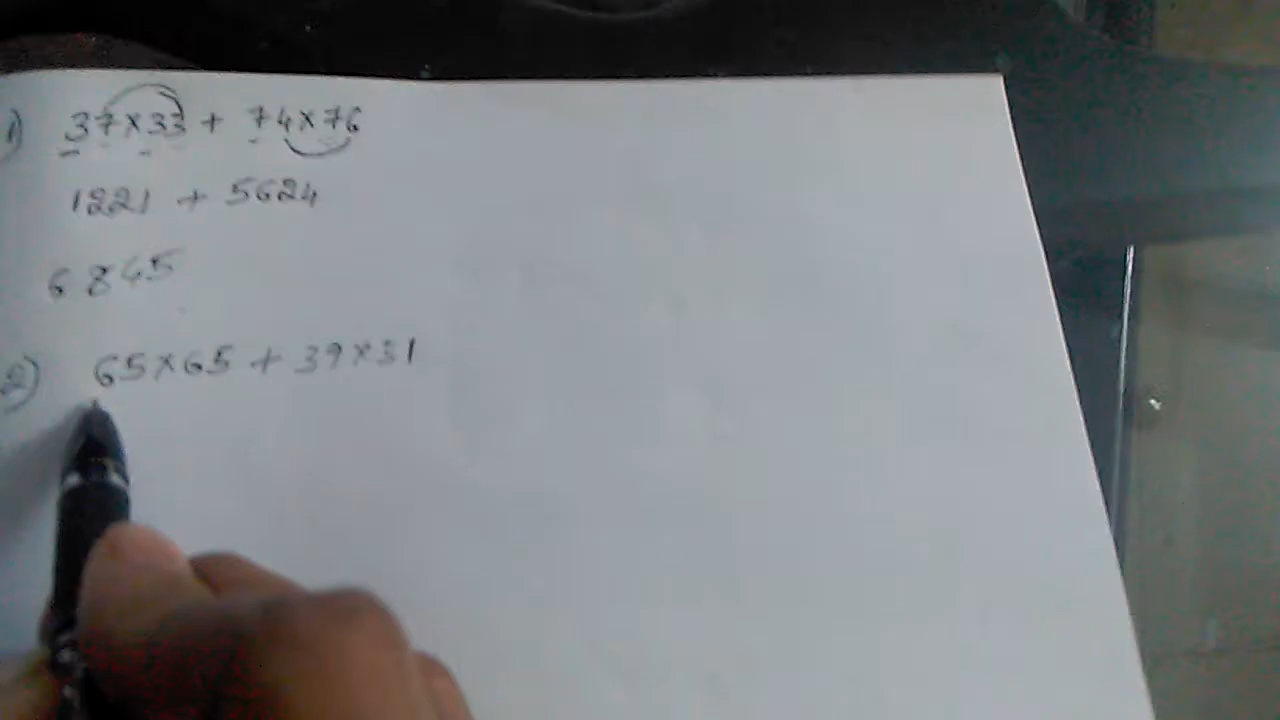 1) 37×33 + 74×76
1221 + 5624
6845
2) 65×65 + 39×31